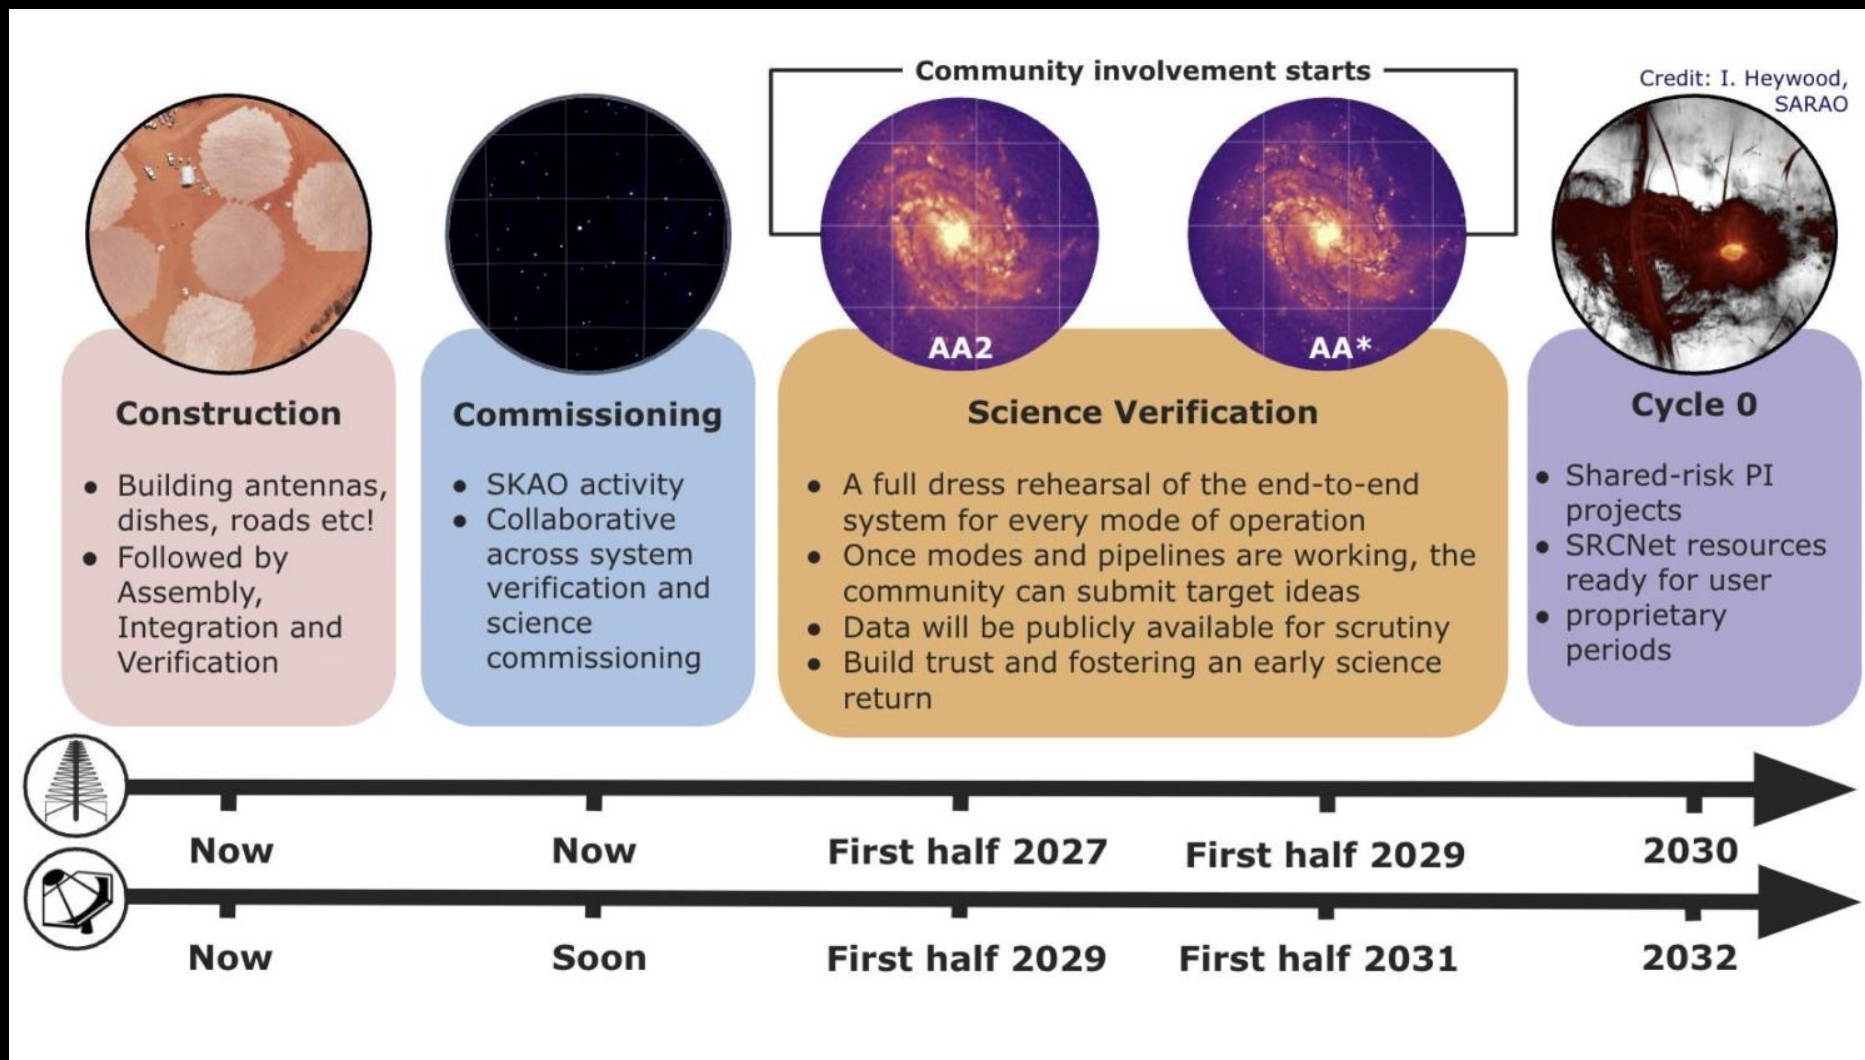 Community involvement starts
Credit: I. Heywood,
SARAO
AA2
AA*
Construction
● Building antennas,
dishes, roads etc!
● Followed by
Assembly,
Integration and
Verification
Commissioning
● SKAO activity
● Collaborative
across system
verification and
science
commissioning
Science Verification
● A full dress rehearsal of the end-to-end
system for every mode of operation
● Once modes and pipelines are working, the
community can submit target ideas
● Data will be publicly available for scrutiny
● Build trust and fostering an early science
return
Cycle 0
● Shared-risk PI
projects
● SRCNet resources
ready for user
● proprietary
periods
Now
Now
First half 2027
First half 2029
2030
Now
Soon
First half 2029
First half 2031
2032